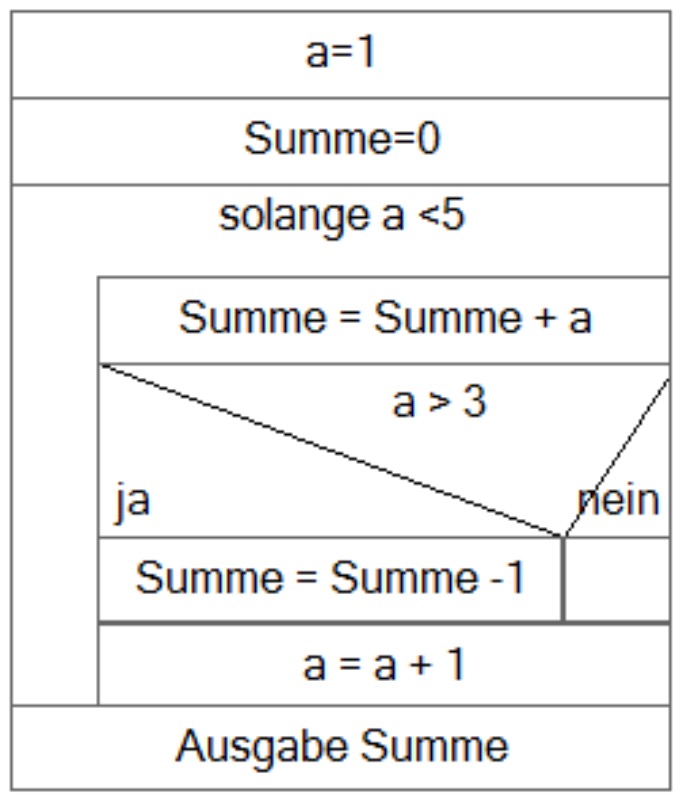 a=1
Summe=0
solange a <5
Summe = Summe + a
a > 3
ja
nein
Summe = Summe -1
a = a + 1
Ausgabe Summe